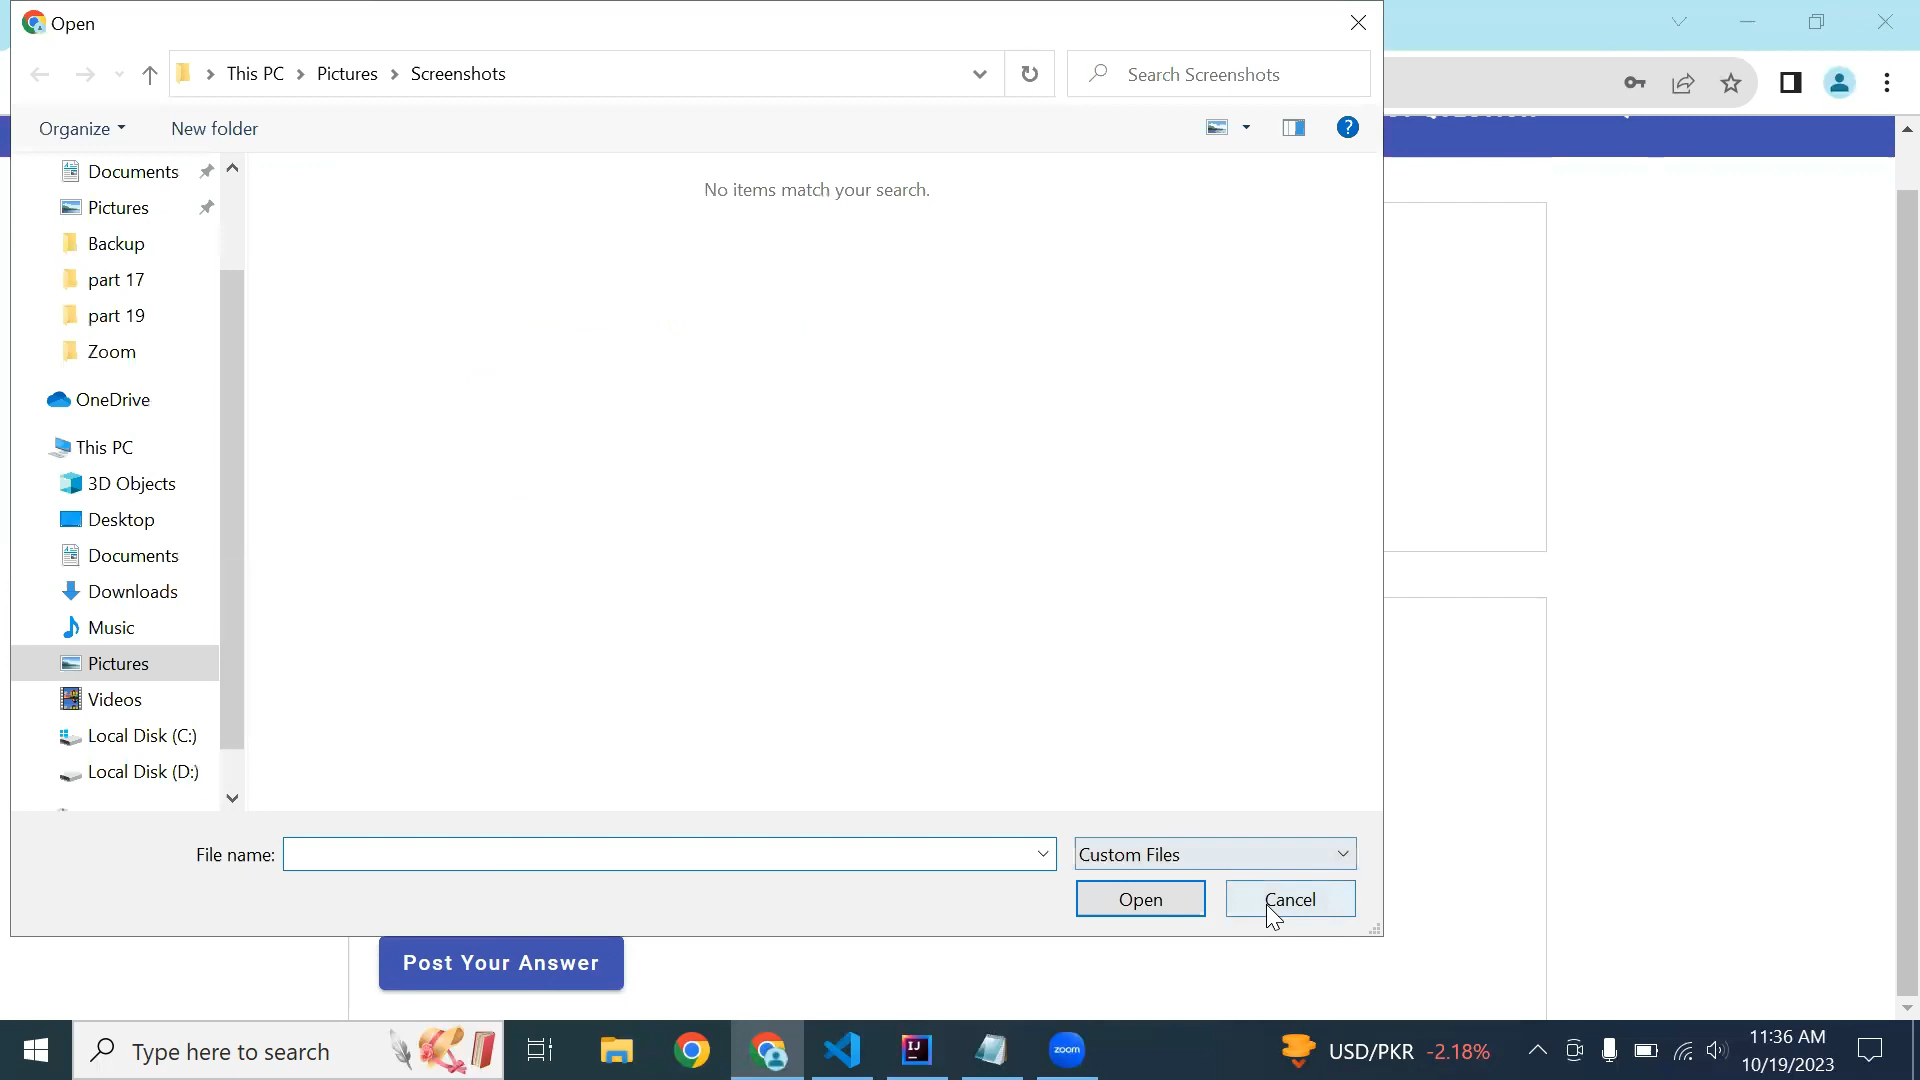 Open
This PC > Pictures > Screenshots
Search Screenshots
Organize
New folder
Documents
Pictures
Backup
part 17
part 19
Zoom
OneDrive
This PC
3D Objects
Desktop
Documents
Downloads
Music
Pictures
Videos
Local Disk (C:)
Local Disk (D:)
No items match your search.
File name:
Custom Files
Open
Cancel
Post Your Answer
Type here to search
zoom
USD/PKR -2.18%
11:36 AM
10/19/2023